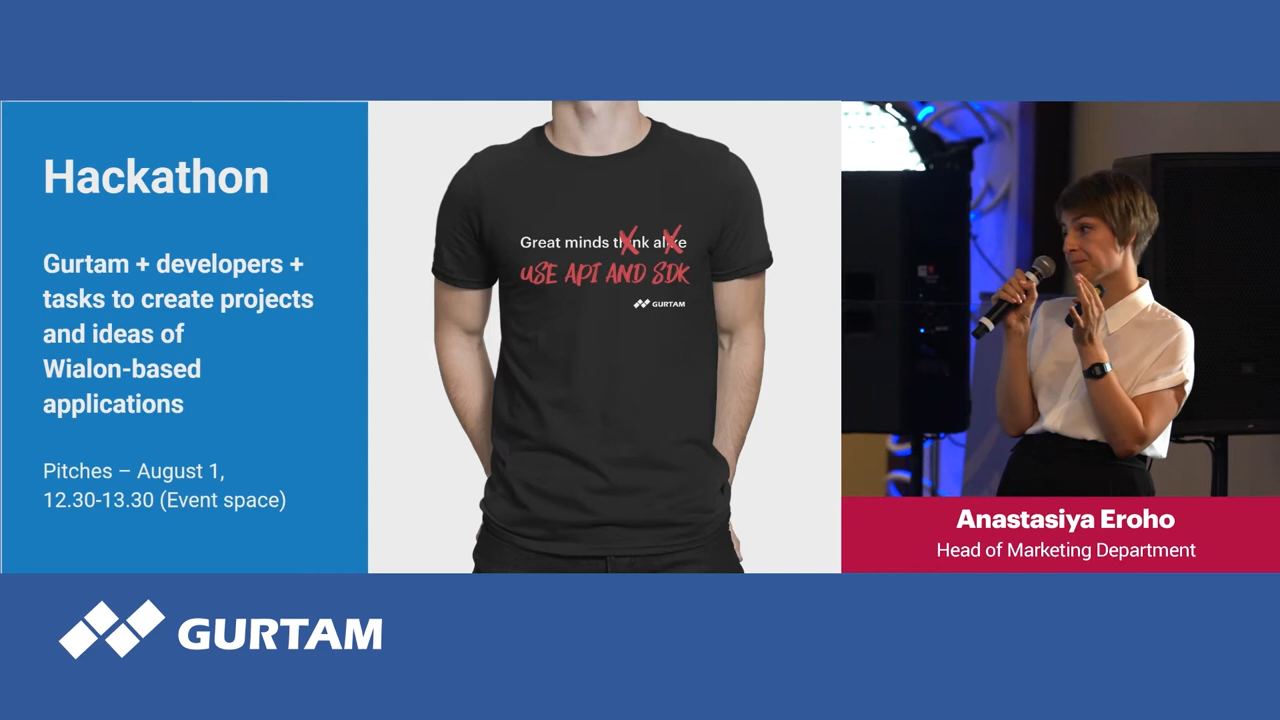 Hackathon
Gurtam + developers +
tasks to create projects
and ideas of
Wialon-based
applications
Pitches – August 1,
12.30-13.30 (Event space)
Great minds think alike
USE API AND SDK
GURTAM
Anastasiya Eroho
Head of Marketing Department
GURTAM